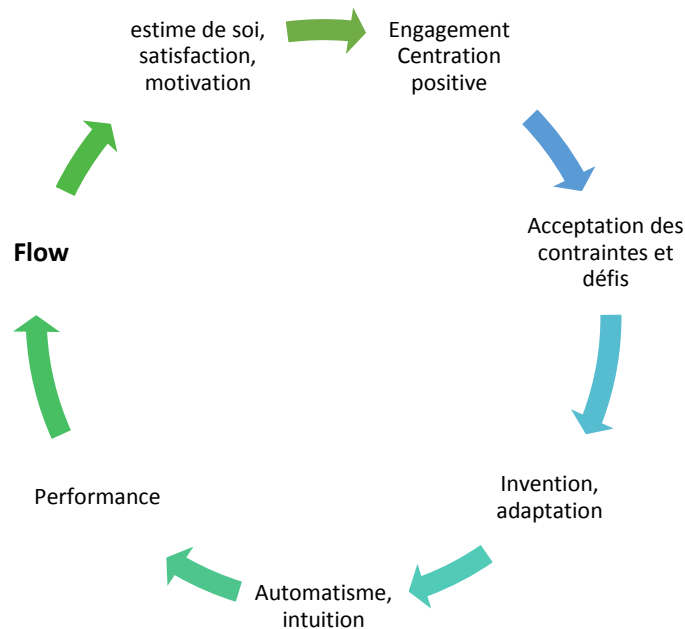 estime de soi,
satisfaction,
motivation
Engagement
Centration
positive
Acceptation des
contraintes et
défis
Invention,
adaptation
Automatisme,
intuition
Performance
Flow